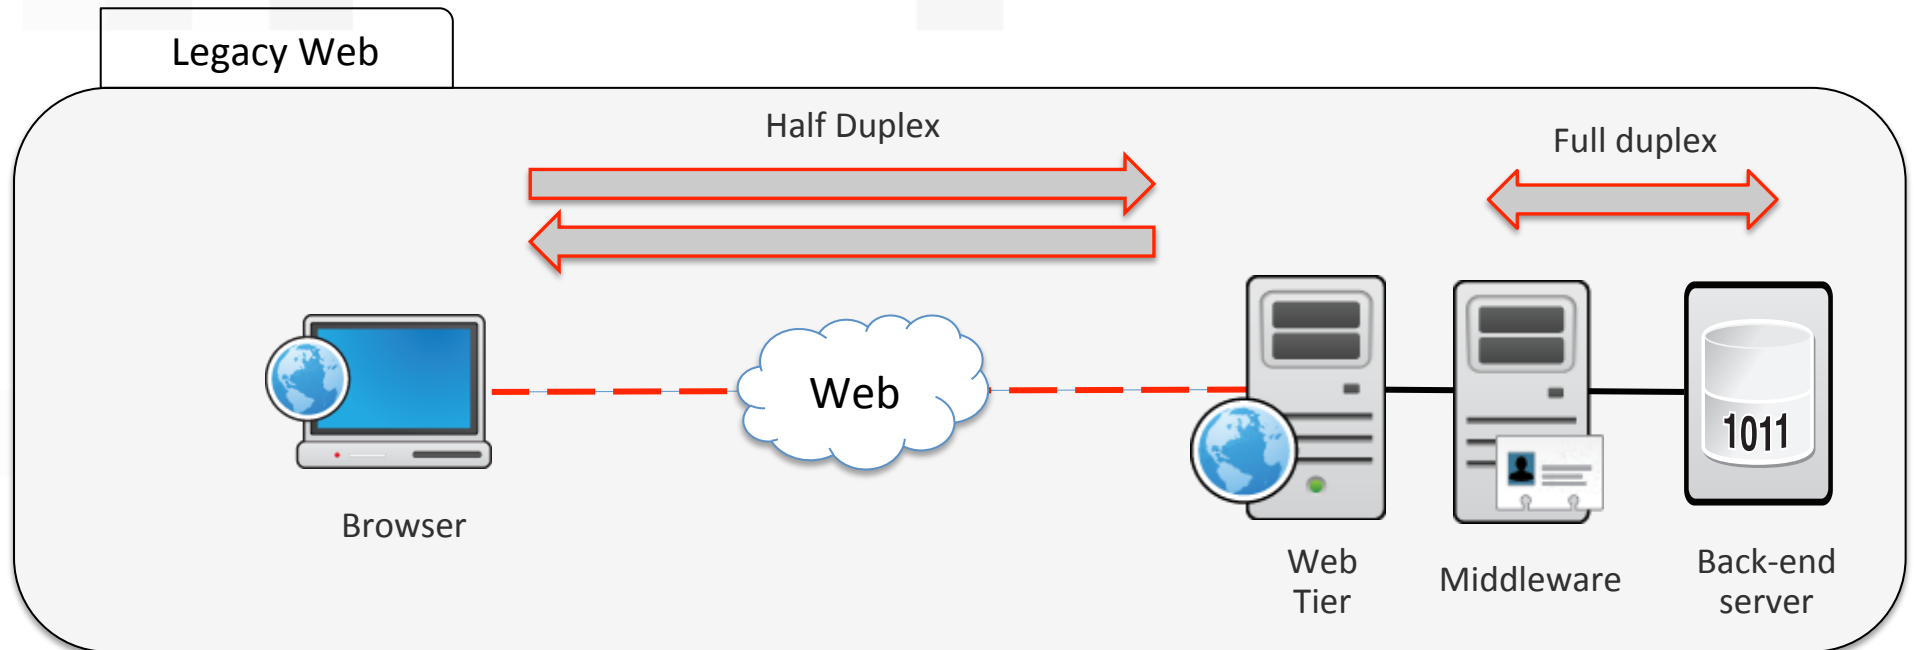 Legacy Web
Half Duplex
Full duplex
Web
1011
Browser
Web
Tier
Middleware
Back-end
server